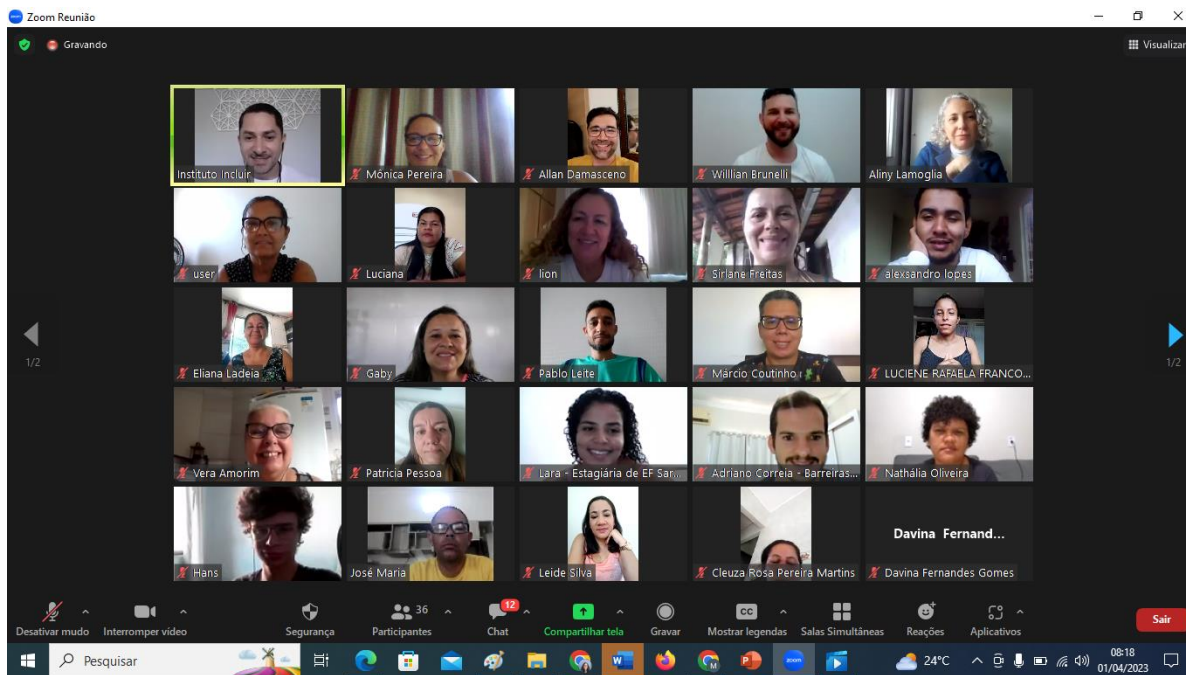 Zoom Reunião
Gravando
Visualizar
Instituto Incluir
Mônica Pereira
Allan Damasceno
Willlian Brunelli
Aliny Lamoglia
user
Luciana
lion
Sirlane Freitas
alexsandro lopes
Eliana Ladeia
Gaby
Pablo Leite
Márcio Coutinho
LUCIENE RAFAELA FRANCO...
1/2
1/2
Vera Amorim
Patricia Pessoa
Lara - Estagiária de EF Sar...
Adriano Correia - Barreiras...
Nathália Oliveira
Davina Fernand...
Hans
José Maria
Leide Silva
Cleuza Rosa Pereira Martins
Davina Fernandes Gomes
36
12
CC
Desativar mudo
Interromper vídeo
Segurança
Participantes
Chat
Compartilhar tela
Gravar
Mostrar legendas
Salas Simultâneas
Reações
Aplicativos
Sair
Pesquisar
24°C
08:18
01/04/2023